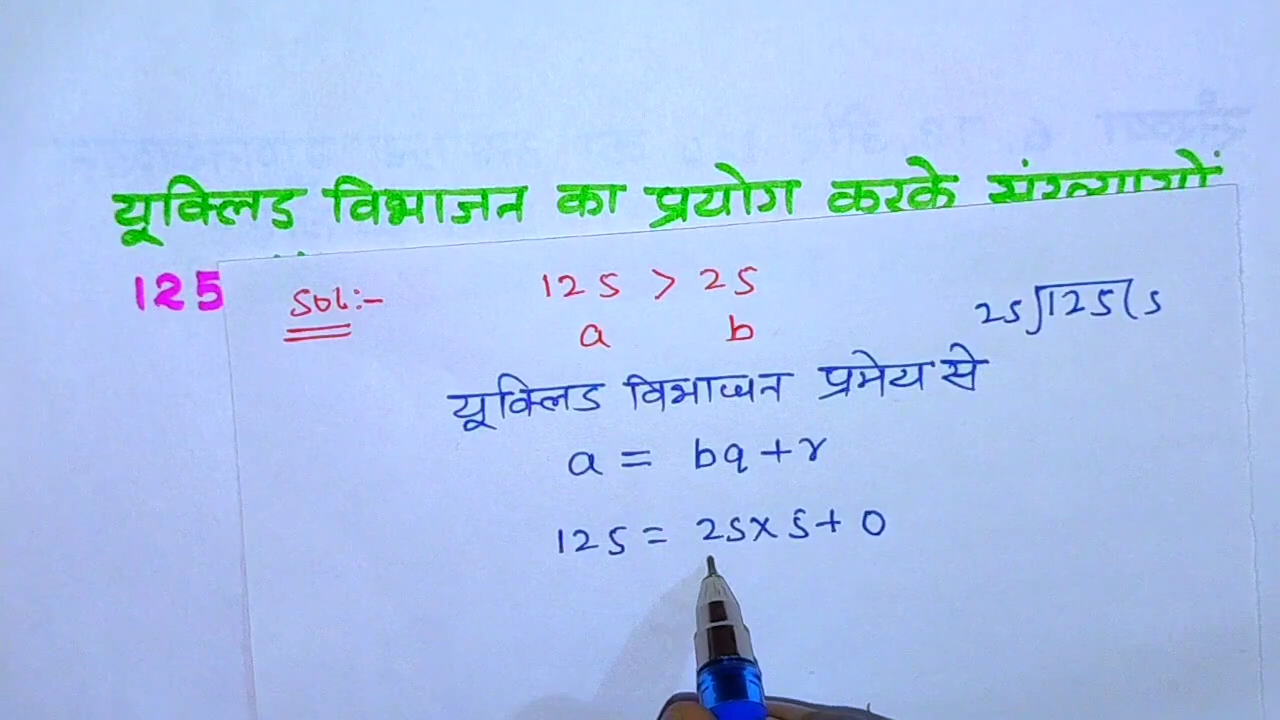 यूक्लिड विभाजन का प्रयोग करके संख्याओं
125
Sol:-
125 > 25
a b
25)125(5
यूक्लिड विभाजन प्रमेय से
a = bq+r
125 = 25×5+0